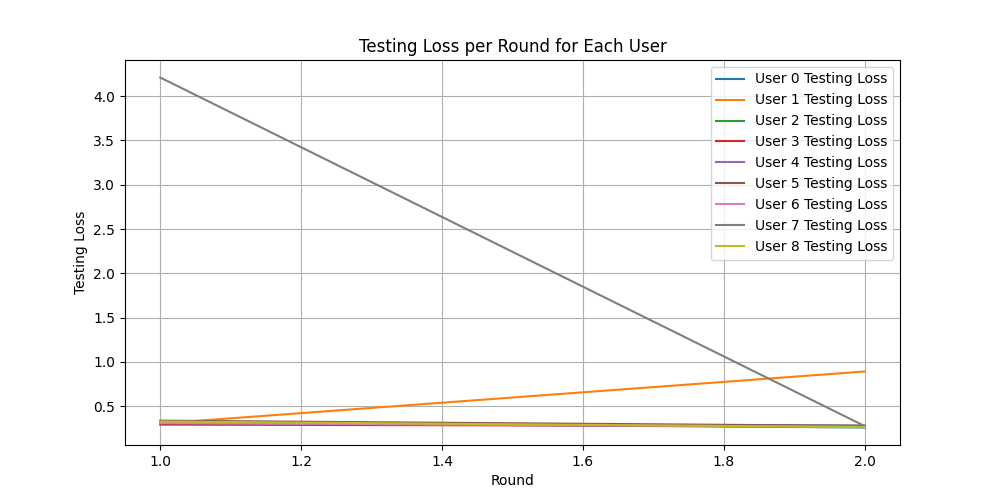 Testing Loss per Round for Each User
User 0 Testing Loss
User 1 Testing Loss
User 2 Testing Loss
User 3 Testing Loss
User 4 Testing Loss
User 5 Testing Loss
User 6 Testing Loss
User 7 Testing Loss
User 8 Testing Loss
Testing Loss
4.0
3.5
3.0
2.5
2.0
1.5
1.0
0.5
1.0 1.2 1.4 1.6 1.8 2.0
Round